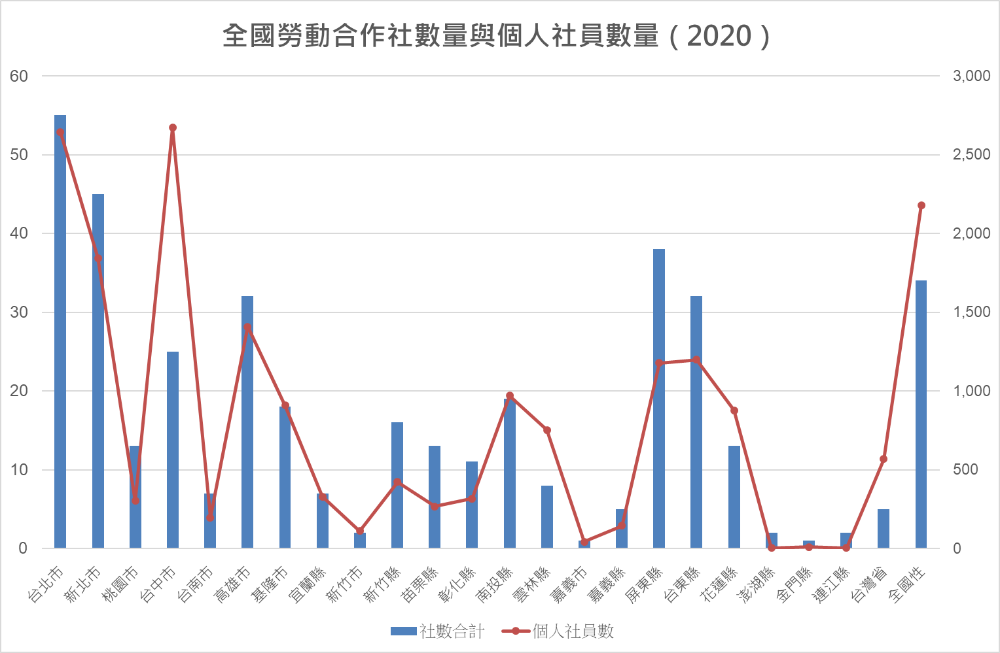 全國勞動合作社數量與個人社員數量（2020）
60
50
40
30
20
10
0
3,000
2,500
2,000
1,500
1,000
500
0
台北市
新北市
桃園市
台中市
台南市
高雄市
基隆市
宜蘭縣
新竹市
新竹縣
苗栗縣
彰化縣
南投縣
雲林縣
嘉義市
嘉義縣
屏東縣
台東縣
花蓮縣
澎湖縣
金門縣
連江縣
台灣省
全國性
社數合計
個人社員數